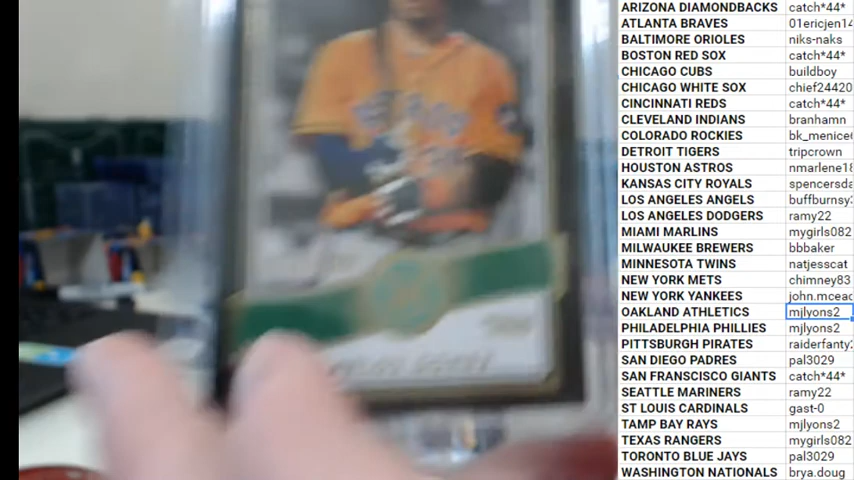 ARIZONA DIAMONDBACKS catch*44*
ATLANTA BRAVES 01ericjen14
BALTIMORE ORIOLES niks-naks
BOSTON RED SOX catch*44*
CHICAGO CUBS buildboy
CHICAGO WHITE SOX chief24420
CINCINNATI REDS catch*44*
CLEVELAND INDIANS branhamn
COLORADO ROCKIES bk_menice
DETROIT TIGERS tripcrown
HOUSTON ASTROS nmarlene18
KANSAS CITY ROYALS spencersda
LOS ANGELES ANGELS buffburnsy
LOS ANGELES DODGERS ramy22
MIAMI MARLINS mygirls082
MILWAUKEE BREWERS bbbaker
MINNESOTA TWINS natjesscat
NEW YORK METS chimney83
NEW YORK YANKEES john.mcead
OAKLAND ATHLETICS mjlyons2
PHILADELPHIA PHILLIES mjlyons2
PITTSBURGH PIRATES raiderfanty
SAN DIEGO PADRES pal3029
SAN FRANSCISCO GIANTS catch*44*
SEATTLE MARINERS ramy22
ST LOUIS CARDINALS gast-0
TAMP BAY RAYS mjlyons2
TEXAS RANGERS mygirls082
TORONTO BLUE JAYS pal3029
WASHINGTON NATIONALS brya.doug